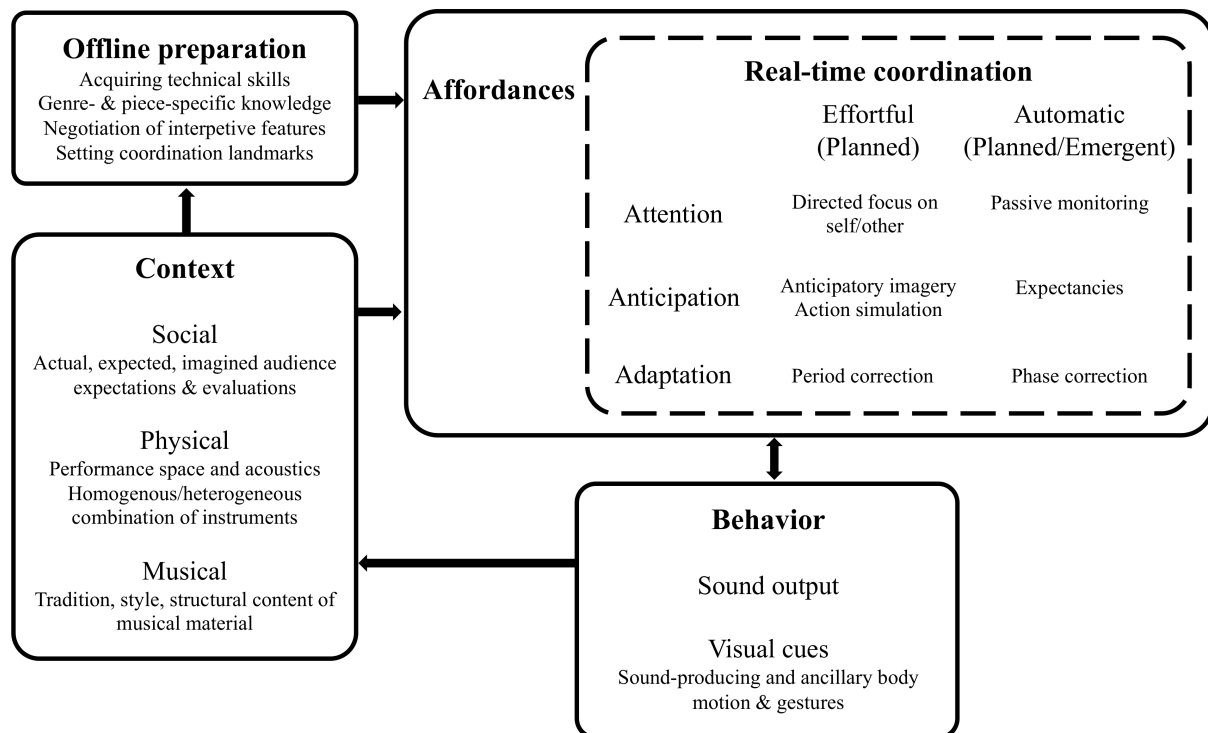 Offline preparation
Acquiring technical skills
Genre- & piece-specific knowledge
Negotiation of interpetive features
Setting coordination landmarks
Affordances
Real-time coordination
Effortful
(Planned)
Automatic
(Planned/Emergent)
Attention
Directed focus on
self/other
Passive monitoring
Anticipation
Anticipatory imagery
Action simulation
Expectancies
Adaptation
Period correction
Phase correction
Context
Social
Actual, expected, imagined audience
expectations & evaluations
Physical
Performance space and acoustics
Homogenous/heterogeneous
combination of instruments
Musical
Tradition, style, structural content of
musical material
Behavior
Sound output
Visual cues
Sound-producing and ancillary body
motion & gestures